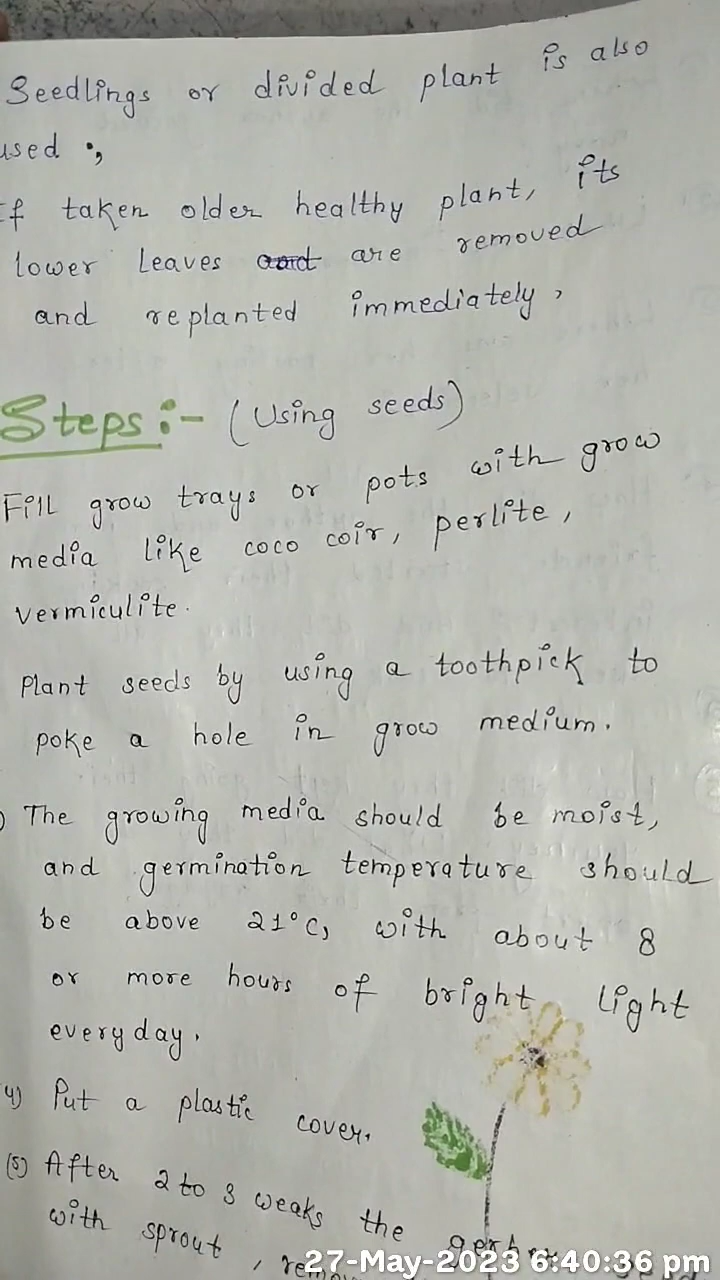 Seedlings or divided plant is also
used
If taken older healthy plant, its
lower leaves are removed
and replanted immediately,
Steps:- (Using seeds)
Fill grow trays or pots with grow
media like coco coir, perlite,
vermiculite.
Plant seeds by using a toothpick to
poke a hole in grow medium.
) The growing media should be moist,
and germination temperature should
be above 21°C, with about 8
or more hours of bright light
everyday.
4) Put a plastic cover.
(5) After 2 to 3 weaks the
with sprout,
27-May-2023 6:40:36 pm